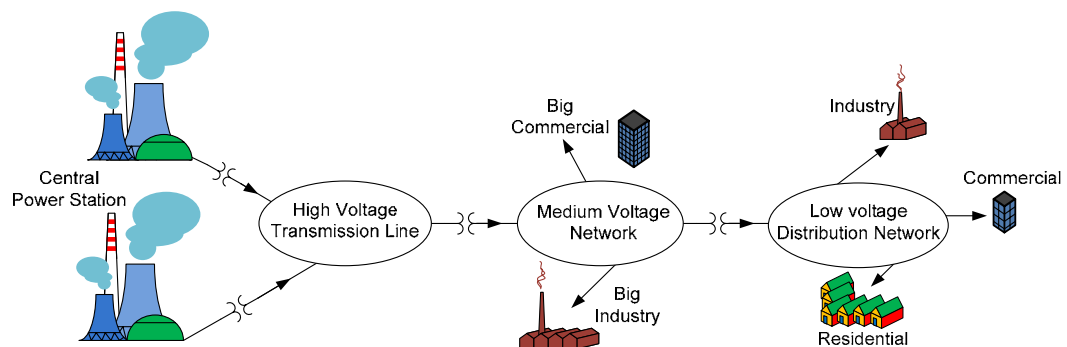 Central
Power Station
High Voltage
Transmission Line
Big
Commercial
Medium Voltage
Network
Big
Industry
Industry
Low voltage
Distribution Network
Commercial
Residential